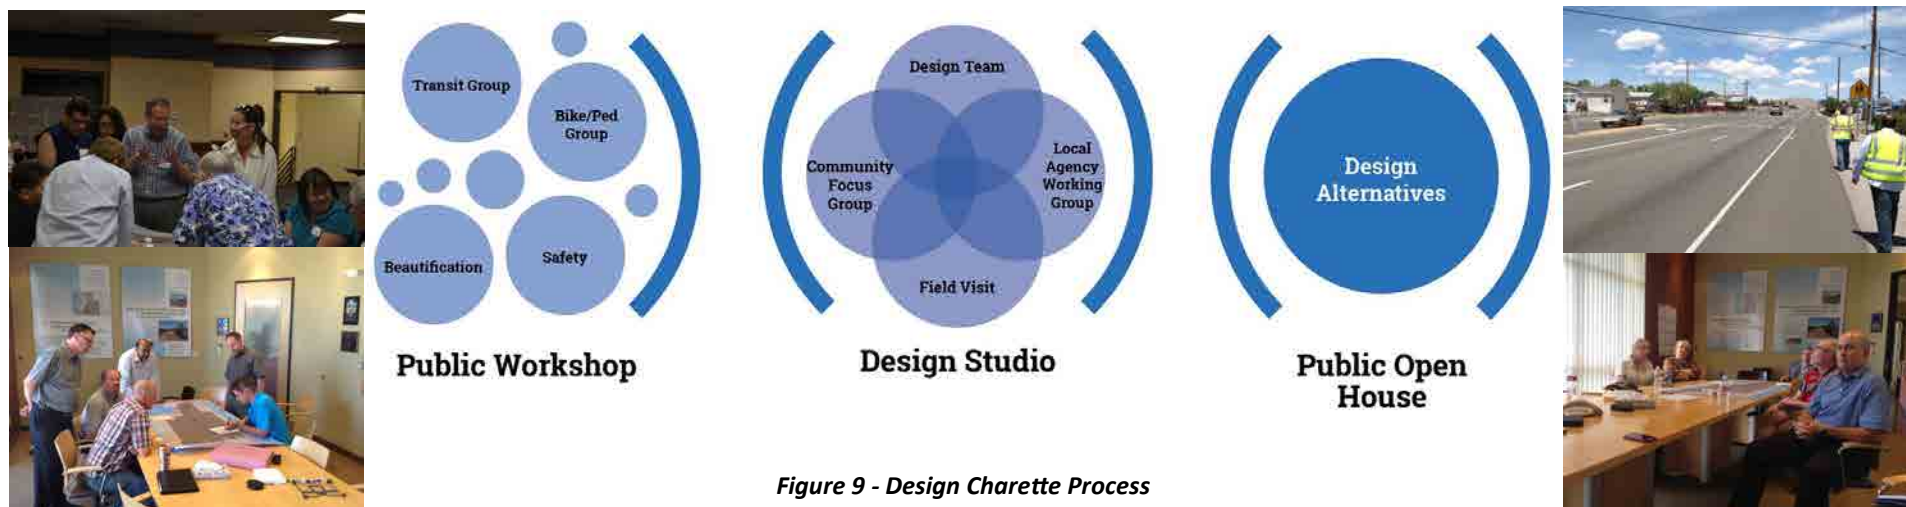 Transit Group
Bike/Ped
Group
Beautification
Safety
Public Workshop
Design Team
Community
Focus
Group
Local
Agency
Working
Group
Field Visit
Design Studio
Design
Alternatives
Public Open
House
Figure 9 - Design Charette Process